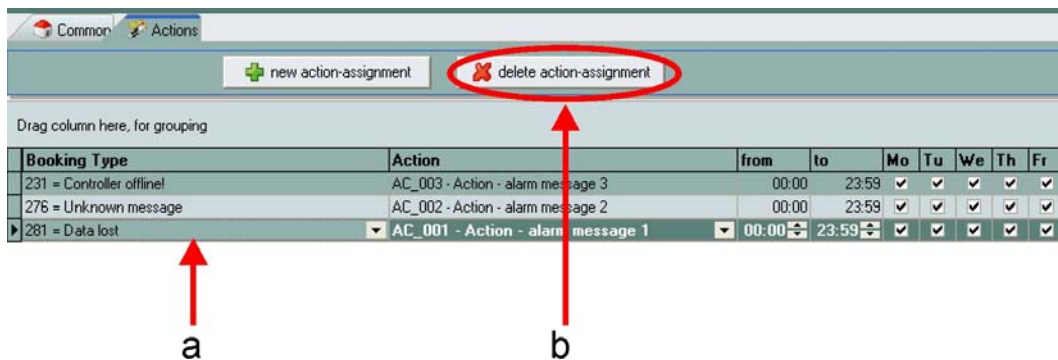 Common Actions
new action-assignment delete action-assignment
Drag column here, for grouping
Booking Type Action from to Mo Tu We Th Fr
231 = Controller offline! AC_003 - Action - alarm message 3 00:00 23:59
276 = Unknown message AC_002 - Action - alarm message 2 00:00 23:59
281 = Data lost AC_001 - Action - alarm message 1 00:00 23:59
a b